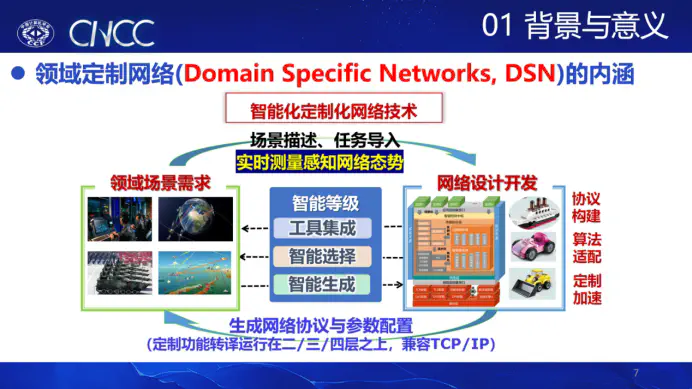 CCF
CNCC
01 背景与意义
领域定制网络(Domain Specific Networks, DSN)的内涵
智能化定制化网络技术
场景描述、任务导入
实时测量感知网络态势
领域场景需求
智能等级
工具集成
智能选择
智能生成
网络设计开发
协议
构建
算法
适配
定制
加速
生成网络协议与参数配置
(定制功能转译运行在二/三/四层之上，兼容TCP/IP)
7